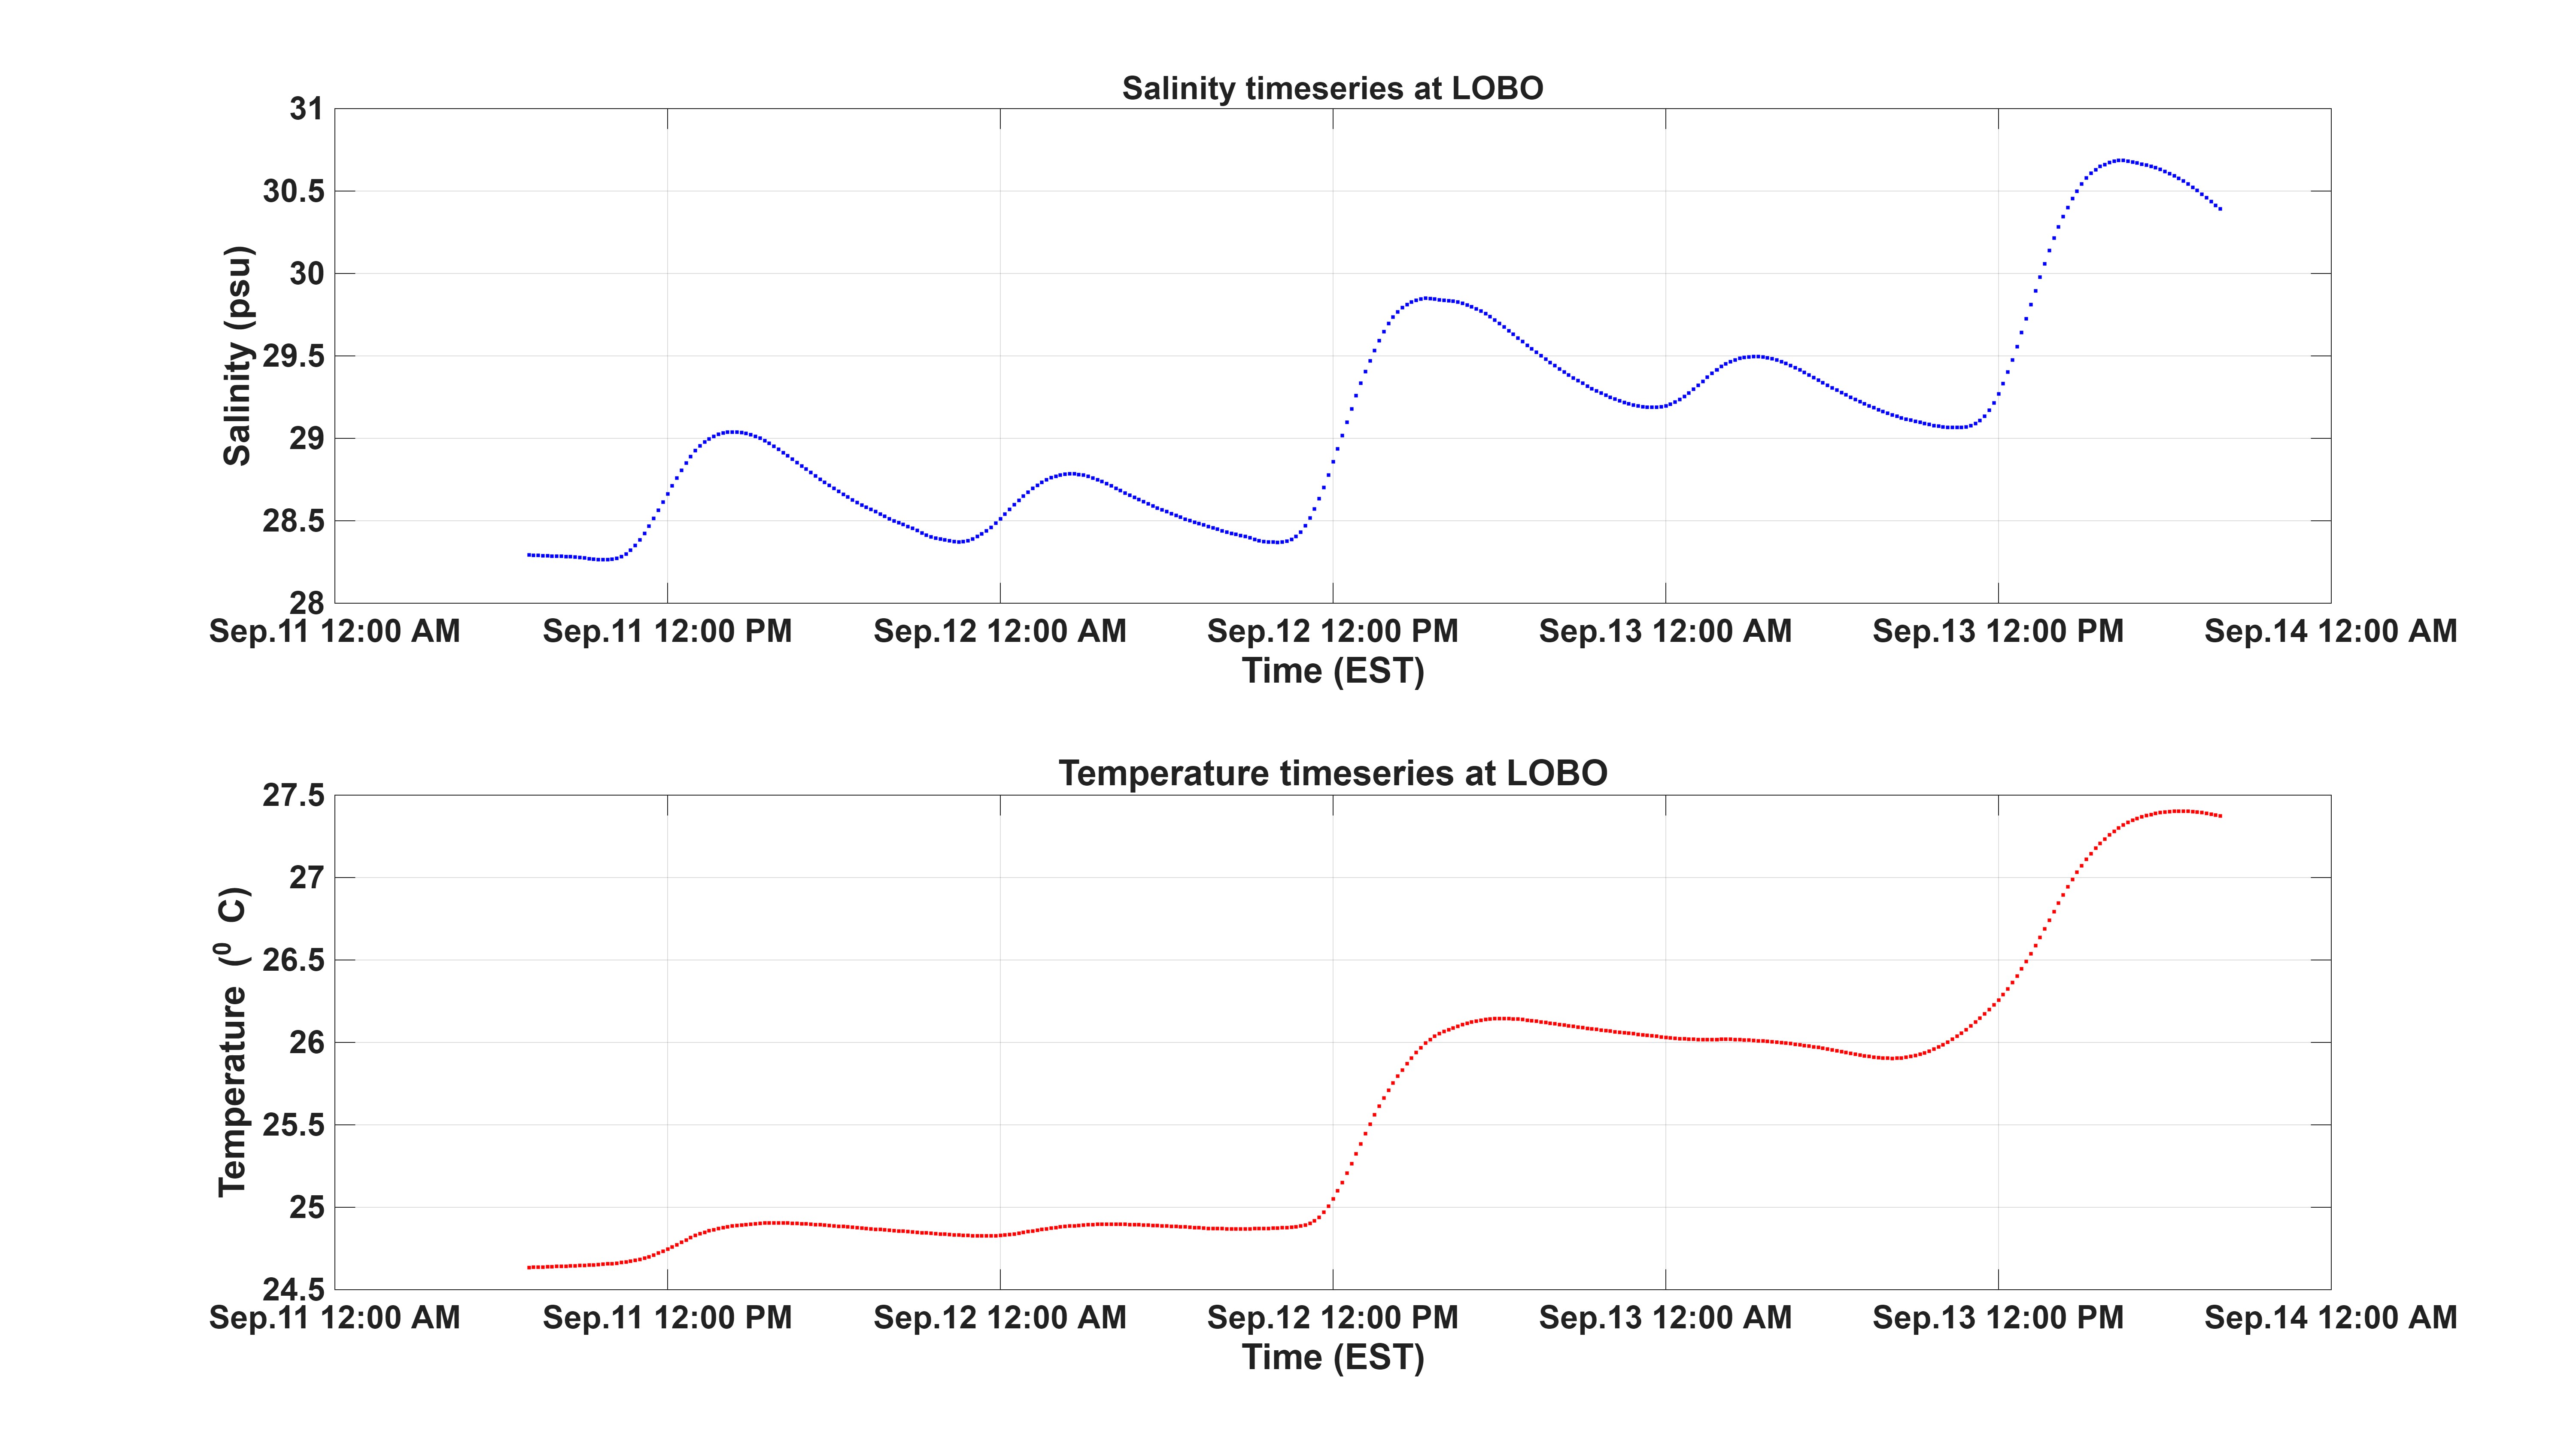 Salinity timeseries at LOBO
31
30.5
30
29.5
29
28.5
28
Salinity (psu)
Sep.11 12:00 AM Sep.11 12:00 PM Sep.12 12:00 AM Sep.12 12:00 PM Sep.13 12:00 AM Sep.13 12:00 PM Sep.14 12:00 AM
Time (EST)
Temperature timeseries at LOBO
27.5
27
26.5
26
25.5
25
24.5
Temperature (⁰ C)
Sep.11 12:00 AM Sep.11 12:00 PM Sep.12 12:00 AM Sep.12 12:00 PM Sep.13 12:00 AM Sep.13 12:00 PM Sep.14 12:00 AM
Time (EST)